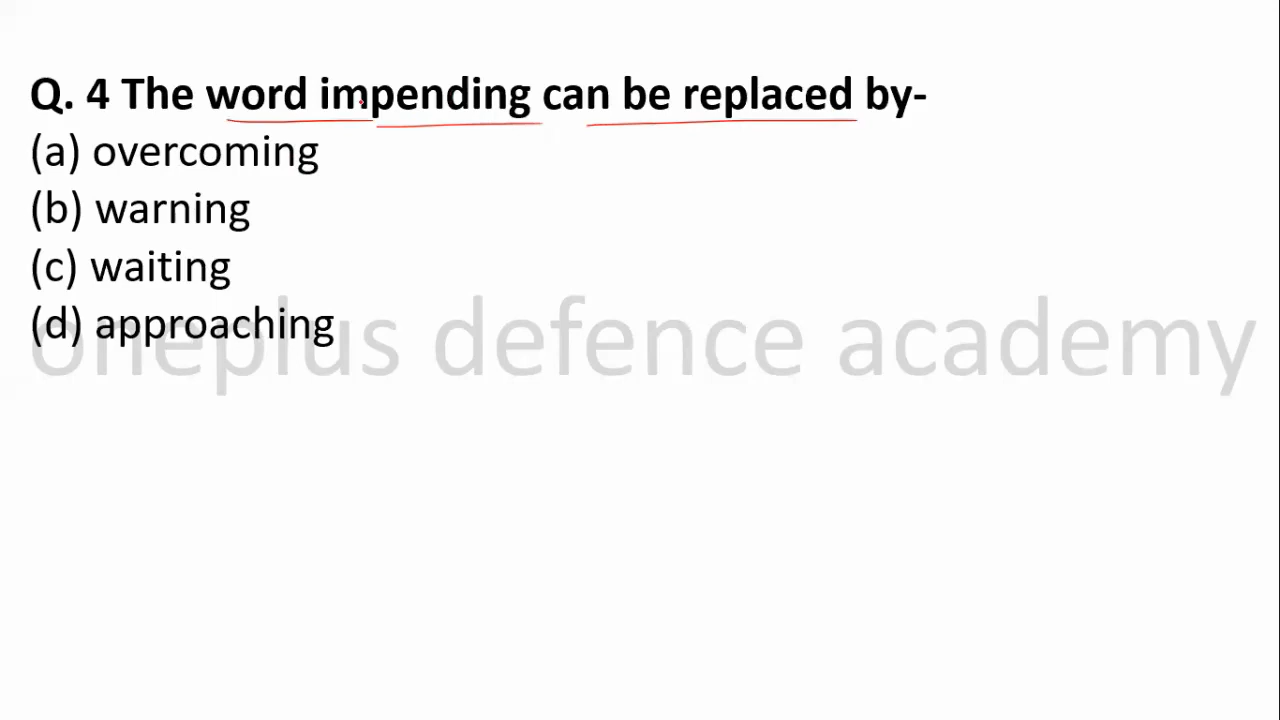 Q. 4 The word impending can be replaced by-
(a) overcoming
(b) warning
(c) waiting
(d) approaching
oneplus defence academy